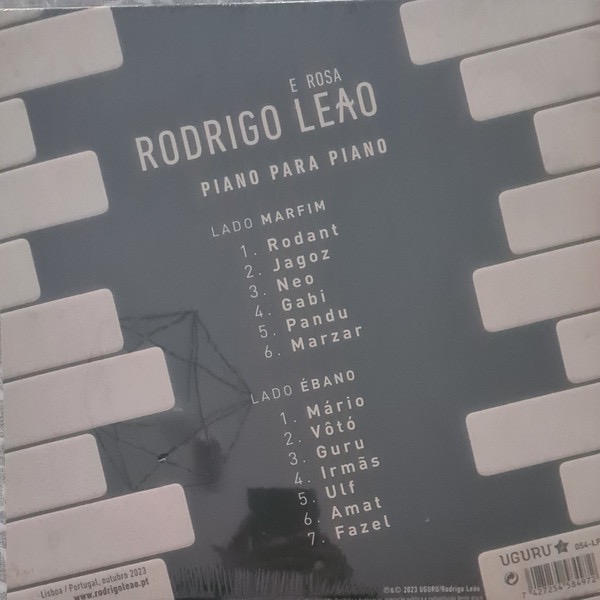 E ROSA
RODRIGO LEAO
PIANO PARA PIANO
LADO MARFIM
1. Rodant
2. Jagoz
3. Neo
4. Gabi
5. Pandu
6. Marzar
LADO ÉBANO
1. Mário
2. Vôtó
3. Guru
4. Irmãs
5. Ulf
6. Amat
7. Fazel
UGURU 054-LP
Lisboa / Portugal, outubro 2023
www.rodrigoleao.pt
℗ & © 2023 UGURU/Rodrigo Leão